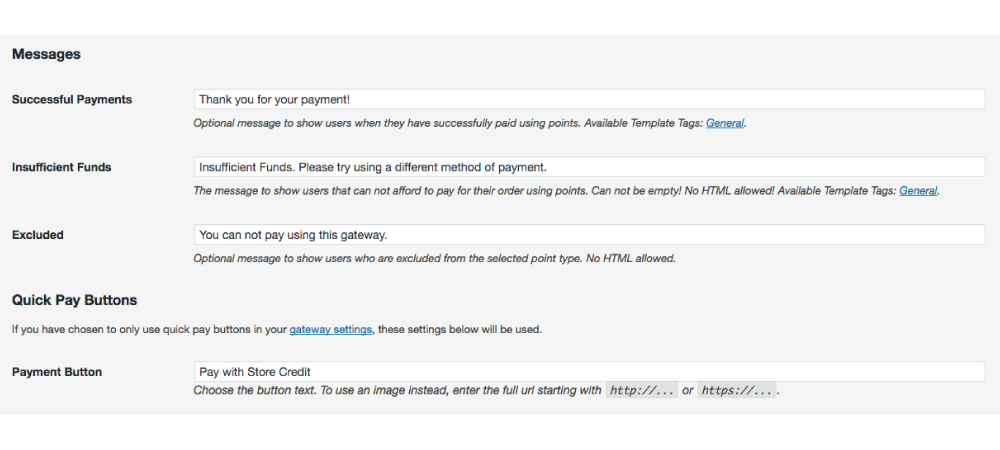 Messages
Successful Payments
Thank you for your payment!
Optional message to show users when they have successfully paid using points. Available Template Tags: General.
Insufficient Funds
Insufficient Funds. Please try using a different method of payment.
The message to show users that can not afford to pay for their order using points. Can not be empty! No HTML allowed! Available Template Tags: General.
Excluded
You can not pay using this gateway.
Optional message to show users who are excluded from the selected point type. No HTML allowed.
Quick Pay Buttons
If you have chosen to only use quick pay buttons in your gateway settings, these settings below will be used.
Payment Button
Pay with Store Credit
Choose the button text. To use an image instead, enter the full url starting with http://... or https://... .